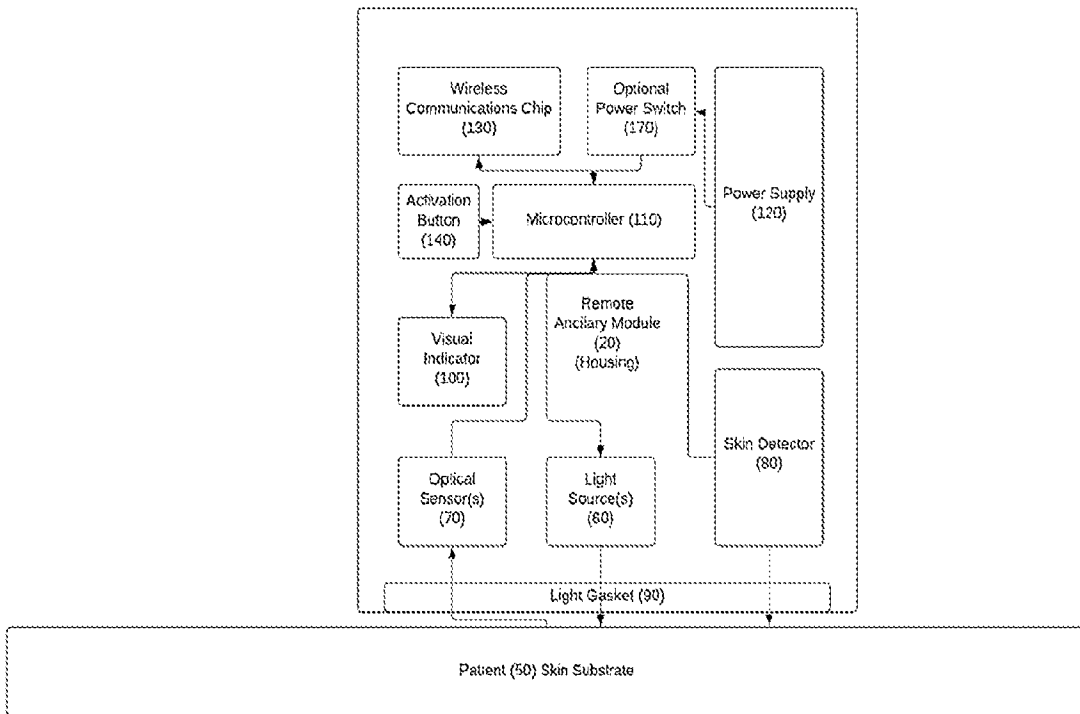 Wireless
Communications Chip
(130)
Optional
Power Switch
(170)
Power Supply
(120)
Activation
Button
(140)
Microcontroller (110)
Remote
Ancilary Module
(20)
(Housing)
Visual
Indicator
(100)
Skin Detector
(80)
Optical
Sensor(s)
(70)
Light
Source(s)
(60)
Light Gasket (90)
Patient (50) Skin Substrate